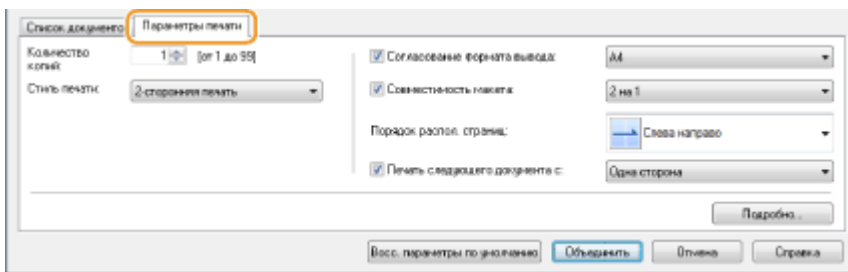 Список документо
Параметры печати
Количество копий:
1
[от 1 до 99]
Стиль печати:
2-сторонняя печать
Согласование формата вывода:
A4
Совместимость макета:
2 на 1
Порядок распол. страниц:
Слева направо
Печать следующего документа с:
Одна сторона
Подробно...
Восс. параметры по умолчанию
Объединить
Отмена
Справка